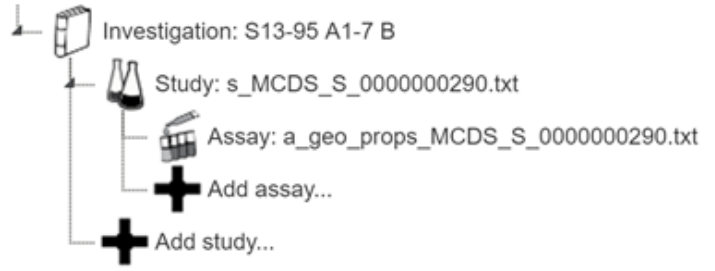 Investigation: S13-95 A1-7 B
Study: s_MCDS_S_0000000290.txt
Assay: a_geo_props_MCDS_S_0000000290.txt
Add assay...
Add study...